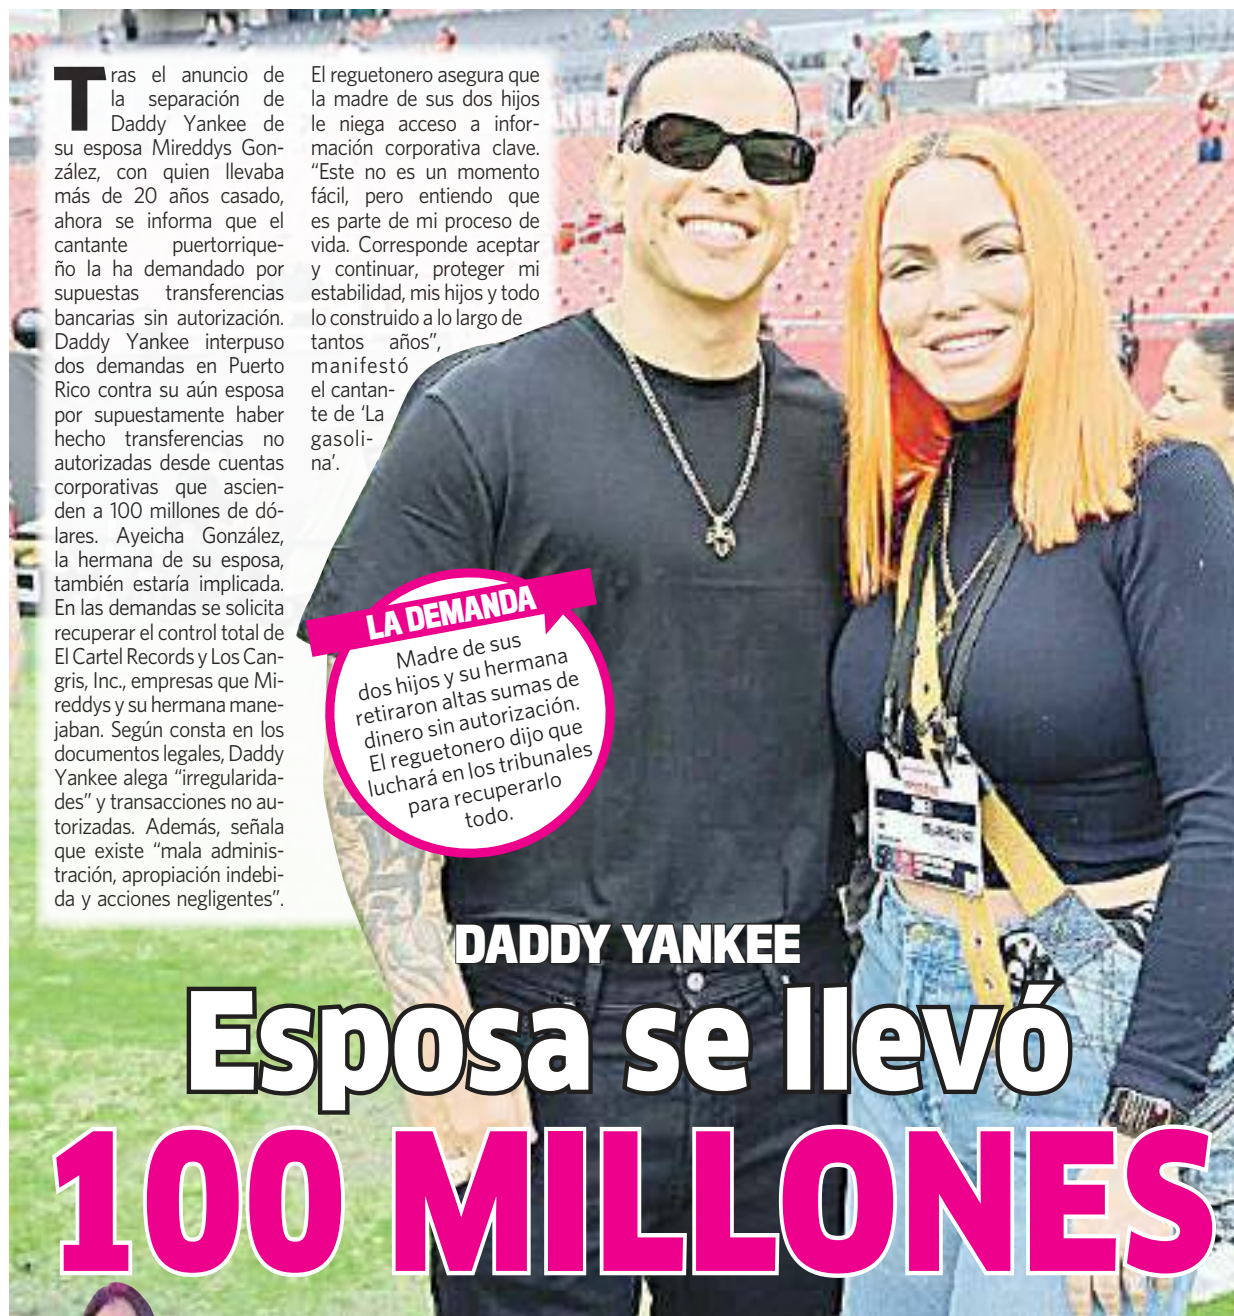 Tras el anuncio de
la separación de
Daddy Yankee de
su esposa Mireddys Gon-
zález, con quien llevaba
más de 20 años casado,
ahora se informa que el
cantante puertorrique-
ño la ha demandado por
supuestas transferencias
bancarias sin autorización.
Daddy Yankee interpuso
dos demandas en Puerto
Rico contra su aún esposa
por supuestamente haber
hecho transferencias no
autorizadas desde cuentas
corporativas que ascien-
den a 100 millones de dó-
lares. Ayeicha González,
la hermana de su esposa,
también estaría implicada.
En las demandas se solicita
recuperar el control total de
El Cartel Records y Los Can-
gris, Inc., empresas que Mi-
reddys y su hermana mane-
jaban. Según consta en los
documentos legales, Daddy
Yankee alega “irregularida-
des” y transacciones no au-
torizadas. Además, señala
que existe “mala adminis-
tración, apropiación indebi-
da y acciones negligentes”.
El reguetonero asegura que
la madre de sus dos hijos
le niega acceso a infor-
mación corporativa clave.
“Este no es un momento
fácil, pero entiendo que
es parte de mi proceso de
vida. Corresponde aceptar
y continuar, proteger mi
estabilidad, mis hijos y todo
lo construido a lo largo de
tantos años”,
manifestó
el cantan-
te de ‘La
gasoli-
na’.
LA DEMANDA
Madre de sus
dos hijos y su hermana
retiraron altas sumas de
dinero sin autorización.
El reguetonero dijo que
luchará en los tribunales
para recuperarlo
todo.
DADDY YANKEE
Esposa se llevó
100 MILLONES